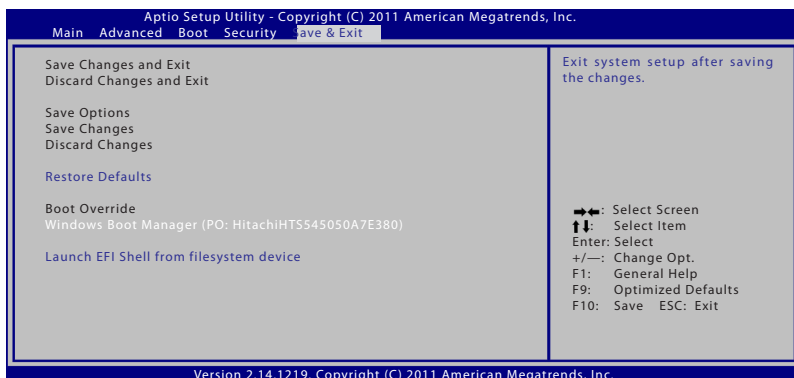 Aptio Setup Utility - Copyright (C) 2011 American Megatrends, Inc.
Main Advanced Boot Security Save & Exit
Save Changes and Exit
Discard Changes and Exit
Save Options
Save Changes
Discard Changes
Restore Defaults
Boot Override
Windows Boot Manager (PO: HitachiHTS545050A7E380)
Launch EFI Shell from filesystem device
Exit system setup after saving
the changes.
➡⬅: Select Screen
⬆⬇: Select Item
Enter: Select
+/—: Change Opt.
F1: General Help
F9: Optimized Defaults
F10: Save ESC: Exit
Version 2.14.1219. Copyright (C) 2011 American Megatrends, Inc.